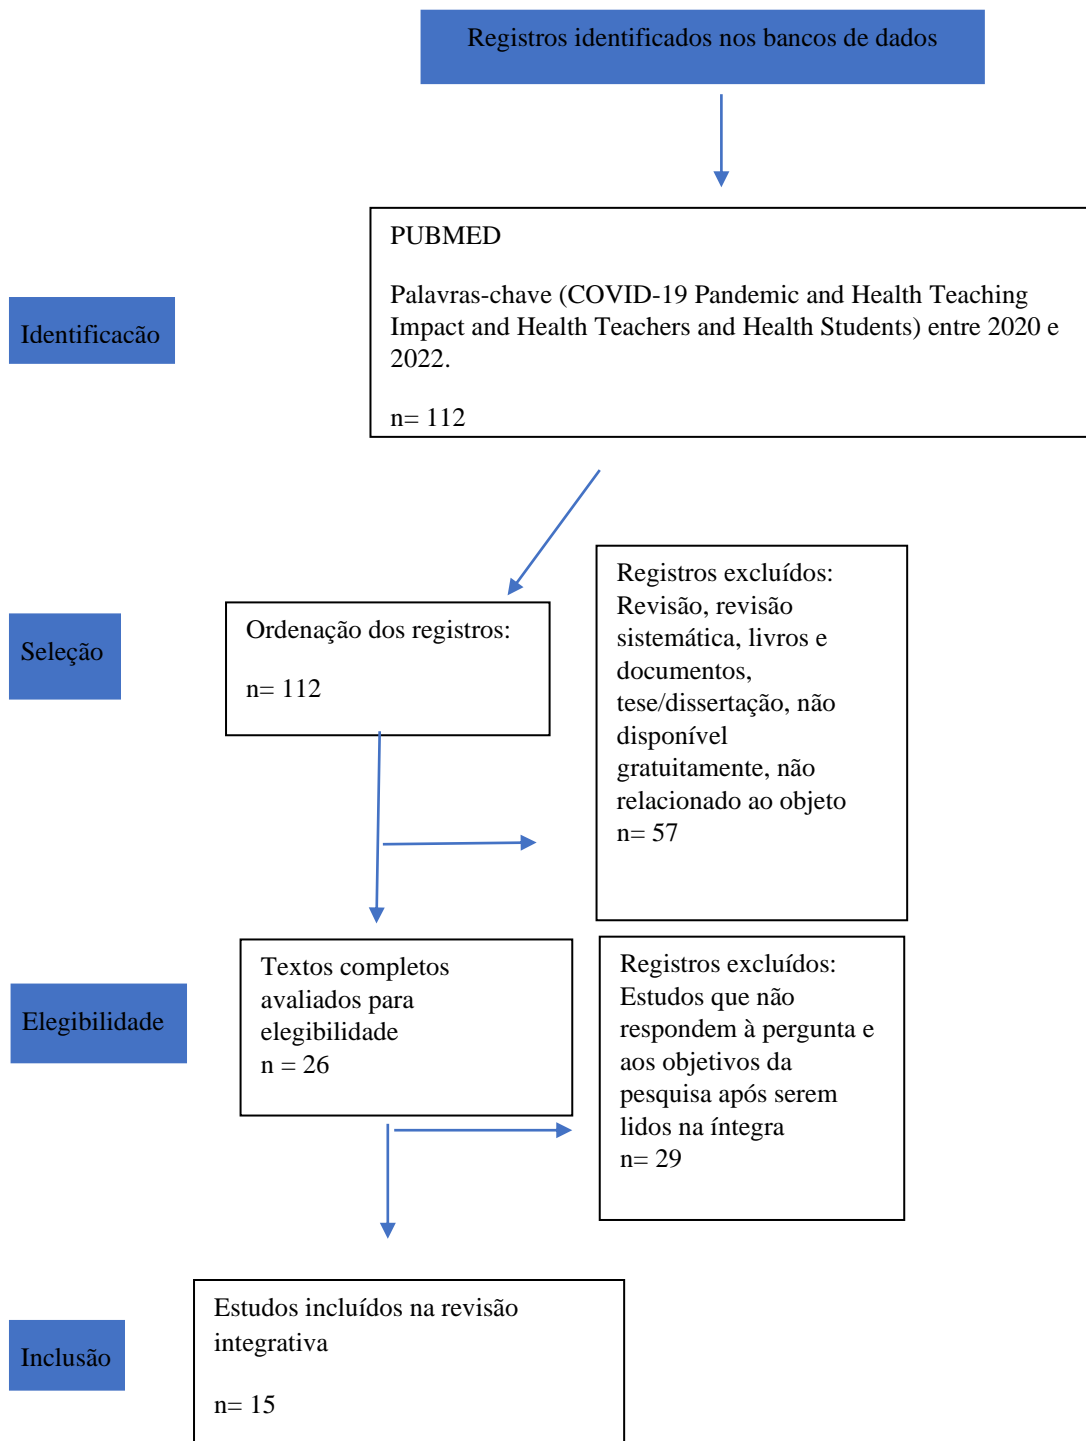 Registros identificados nos bancos de dados
PUBMED
Palavras-chave (COVID-19 Pandemic and Health Teaching
Impact and Health Teachers and Health Students) entre 2020 e
2022.
n= 112
Identificacão
Registros excluídos:
Revisão, revisão
sistemática, livros e
documentos,
tese/dissertação, não
disponível
gratuitamente, não
relacionado ao objeto
n= 57
Ordenação dos registros:
n= 112
Seleção
Textos completos
avaliados para
elegibilidade
n = 26
Registros excluídos:
Estudos que não
respondem à pergunta e
aos objetivos da
pesquisa após serem
lidos na íntegra
n= 29
Elegibilidade
Estudos incluídos na revisão
integrativa
n= 15
Inclusão